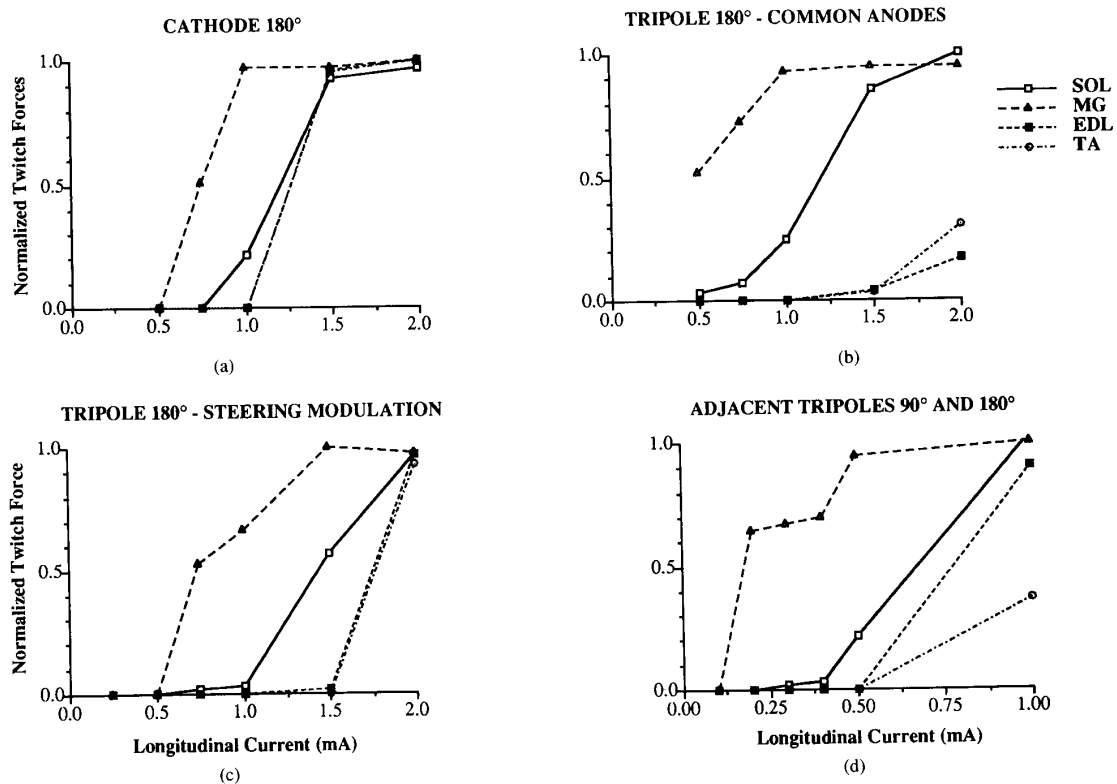 CATHODE 180°
Normalized Twitch Forces
1.0
0.5
0.0
0.0 0.5 1.0 1.5 2.0
(a)
TRIPOLE 180° - COMMON ANODES
1.0
0.5
0.0
0.0 0.5 1.0 1.5 2.0
(b)
SOL
MG
EDL
TA
TRIPOLE 180° - STEERING MODULATION
Normalized Twitch Force
1.0
0.5
0.0
0.0 0.5 1.0 1.5 2.0
Longitudinal Current (mA)
(c)
ADJACENT TRIPOLES 90° AND 180°
1.0
0.5
0.0
0.00 0.25 0.50 0.75 1.00
Longitudinal Current (mA)
(d)